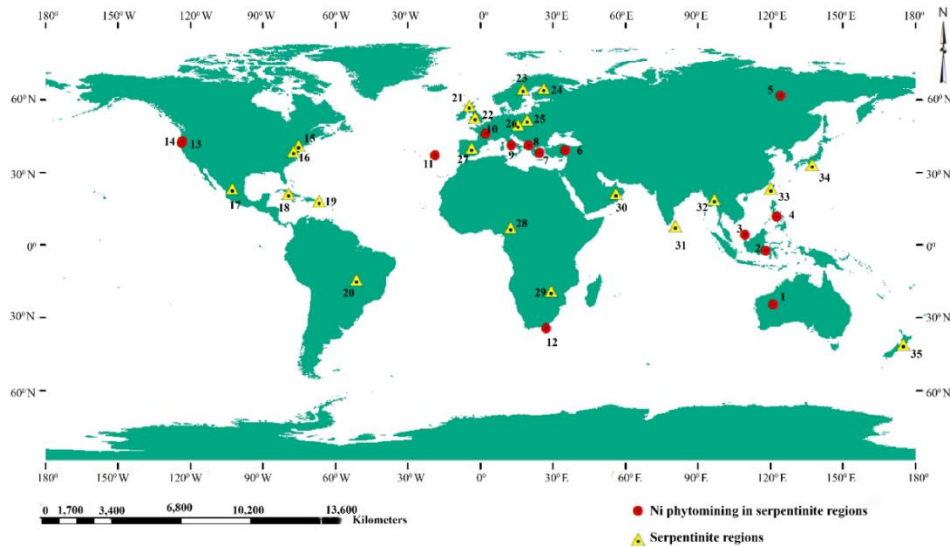 180° 150° W 120° W 90° W 60° W 30° W 0° 30° E 60° E 90° E 120° E 150° E 180° N
60° N 60° N
30° N 30° N
0° 0°
30° N 30° N
60° N 60° N
23 24 5
21 22 10 26 25
14 13 15 16 11 27 9 8 7 6 34
17 18 19 30 32 33
28 31 3 4
2
20 29 1
12 35
180° 150° W 120° W 90° W 60° W 30° W 0° 30° E 60° E 90° E 120° E 150° E 180°
0 1,700 3,400 6,800 10,200 13,600
Kilometers
Ni phytomining in serpentinite regions
Serpentinite regions